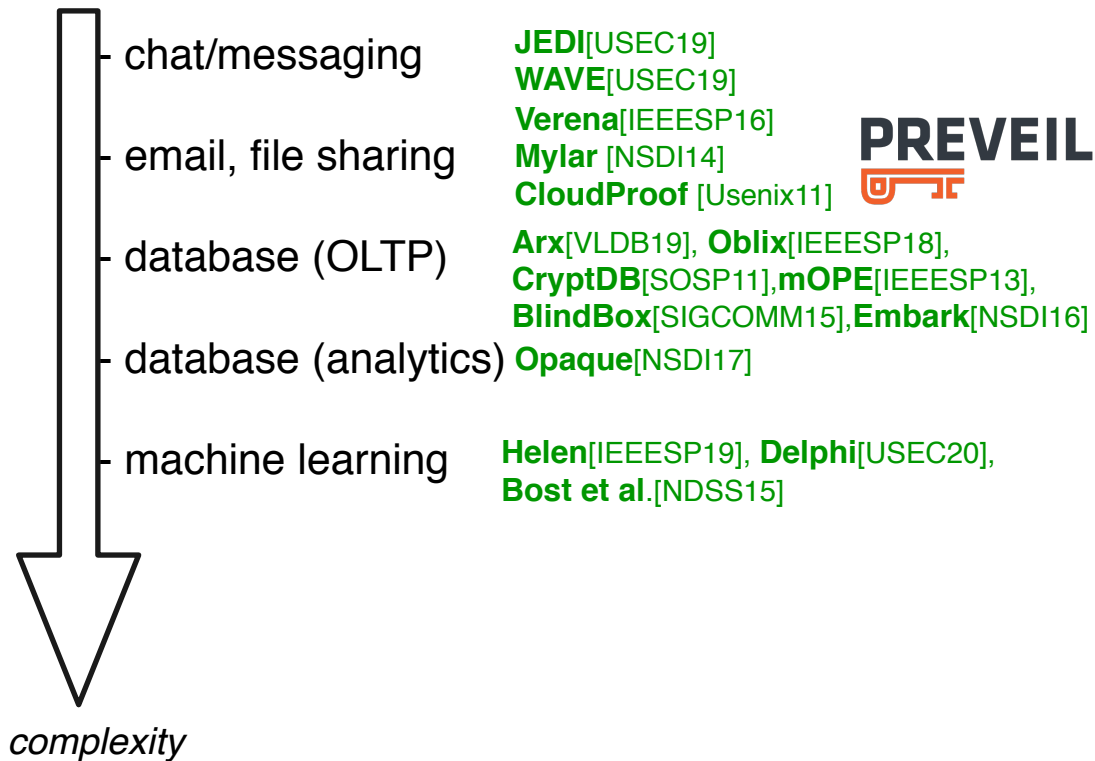 chat/messaging
JEDI[USEC19]
WAVE[USEC19]
email, file sharing
Verena[IEEESP16]
Mylar [NSDI14]
CloudProof [Usenix11]
PREVEIL
database (OLTP)
Arx[VLDB19], Oblix[IEEESP18],
CryptDB[SOSP11],mOPE[IEEESP13],
BlindBox[SIGCOMM15],Embark[NSDI16]
database (analytics)
Opaque[NSDI17]
machine learning
Helen[IEEESP19], Delphi[USEC20],
Bost et al.[NDSS15]
complexity